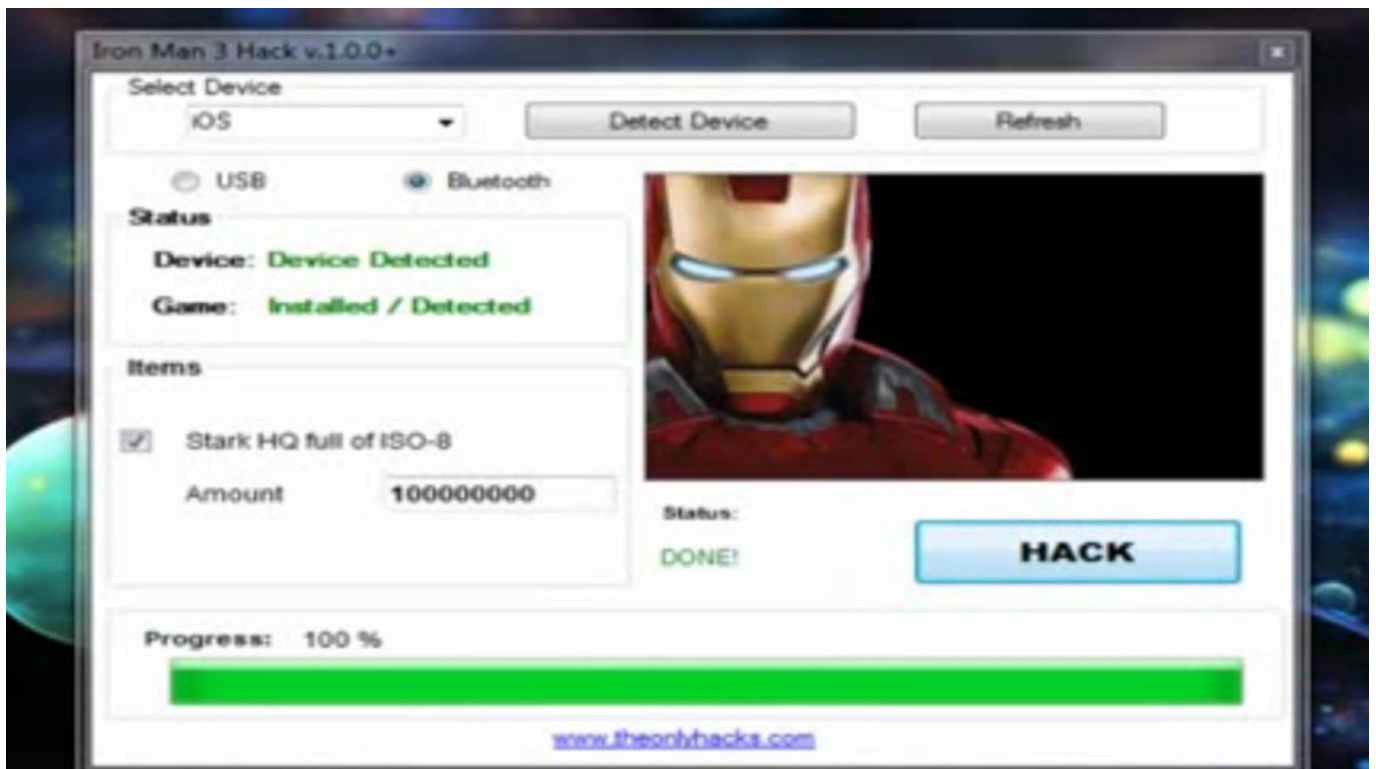 Iron Man 3 Hack v.1.0.0+
Select Device
iOS
Detect Device
Refresh
USB
Bluetooth
Status
Device: Device Detected
Game: Installed / Detected
Items
Stark HQ full of ISO-8
Amount 100000000
Status:
DONE!
HACK
Progress: 100 %
www.theonlyhacks.com